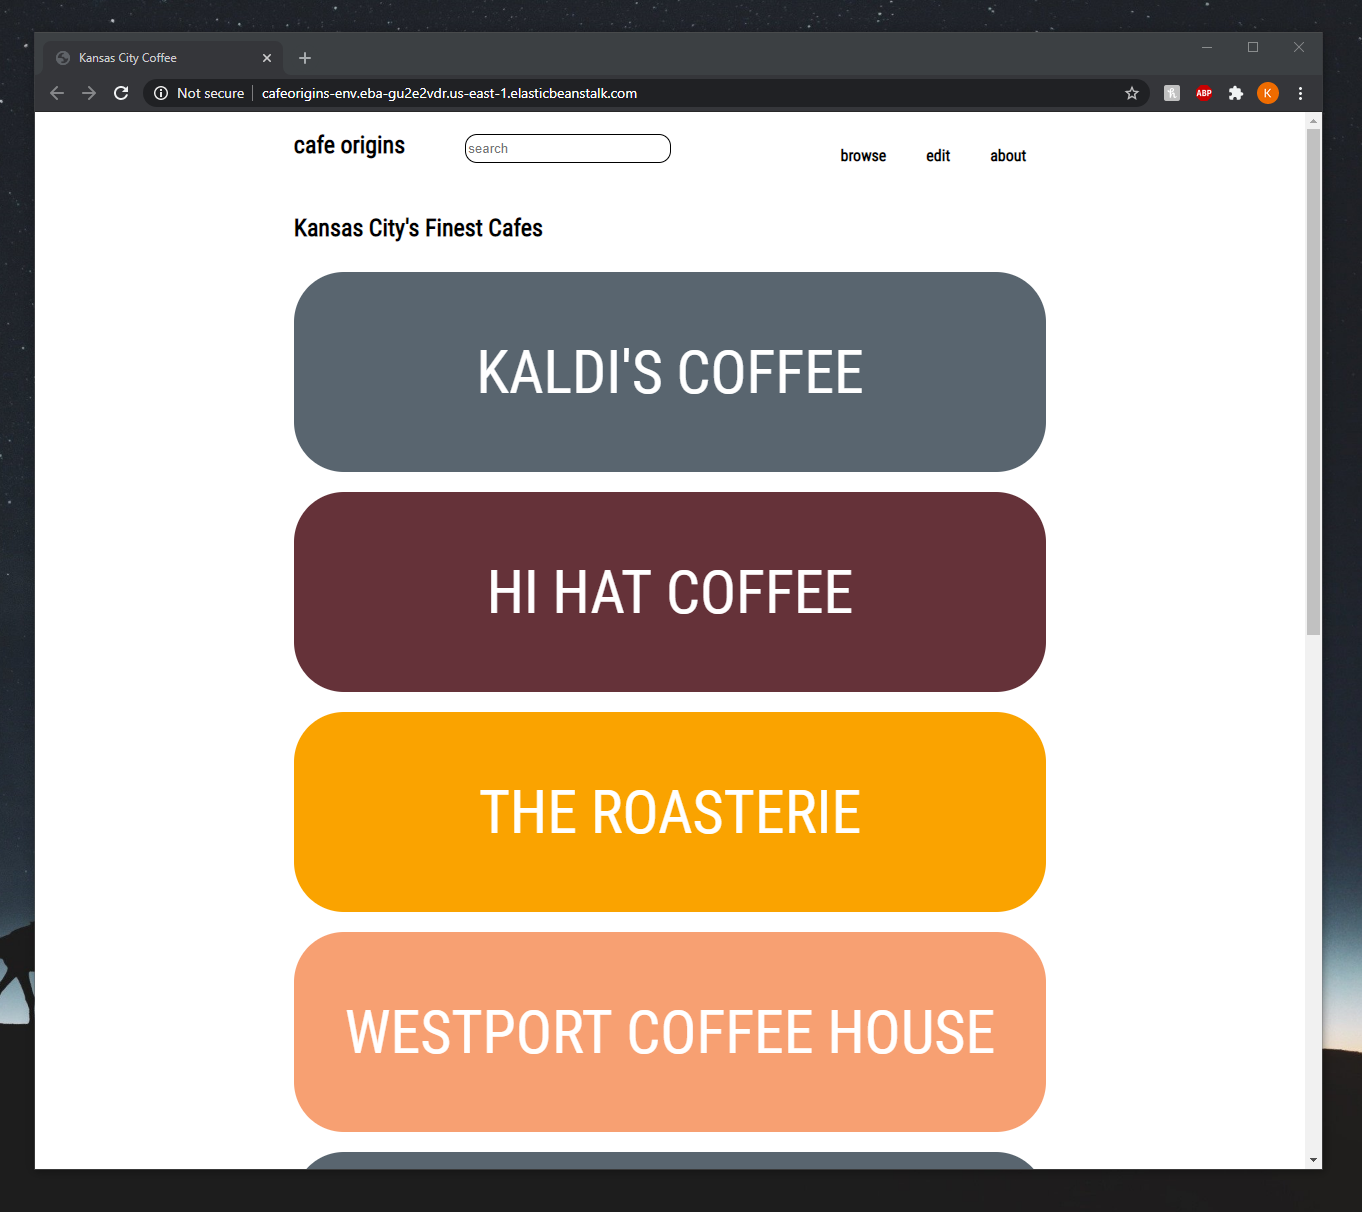 Kansas City Coffee
Not secure cafeorigins-env.eba-gu2e2vdr.us-east-1.elasticbeanstalk.com ABP K
cafe origins search browse edit about
Kansas City's Finest Cafes
KALDI'S COFFEE
HI HAT COFFEE
THE ROASTERIE
WESTPORT COFFEE HOUSE